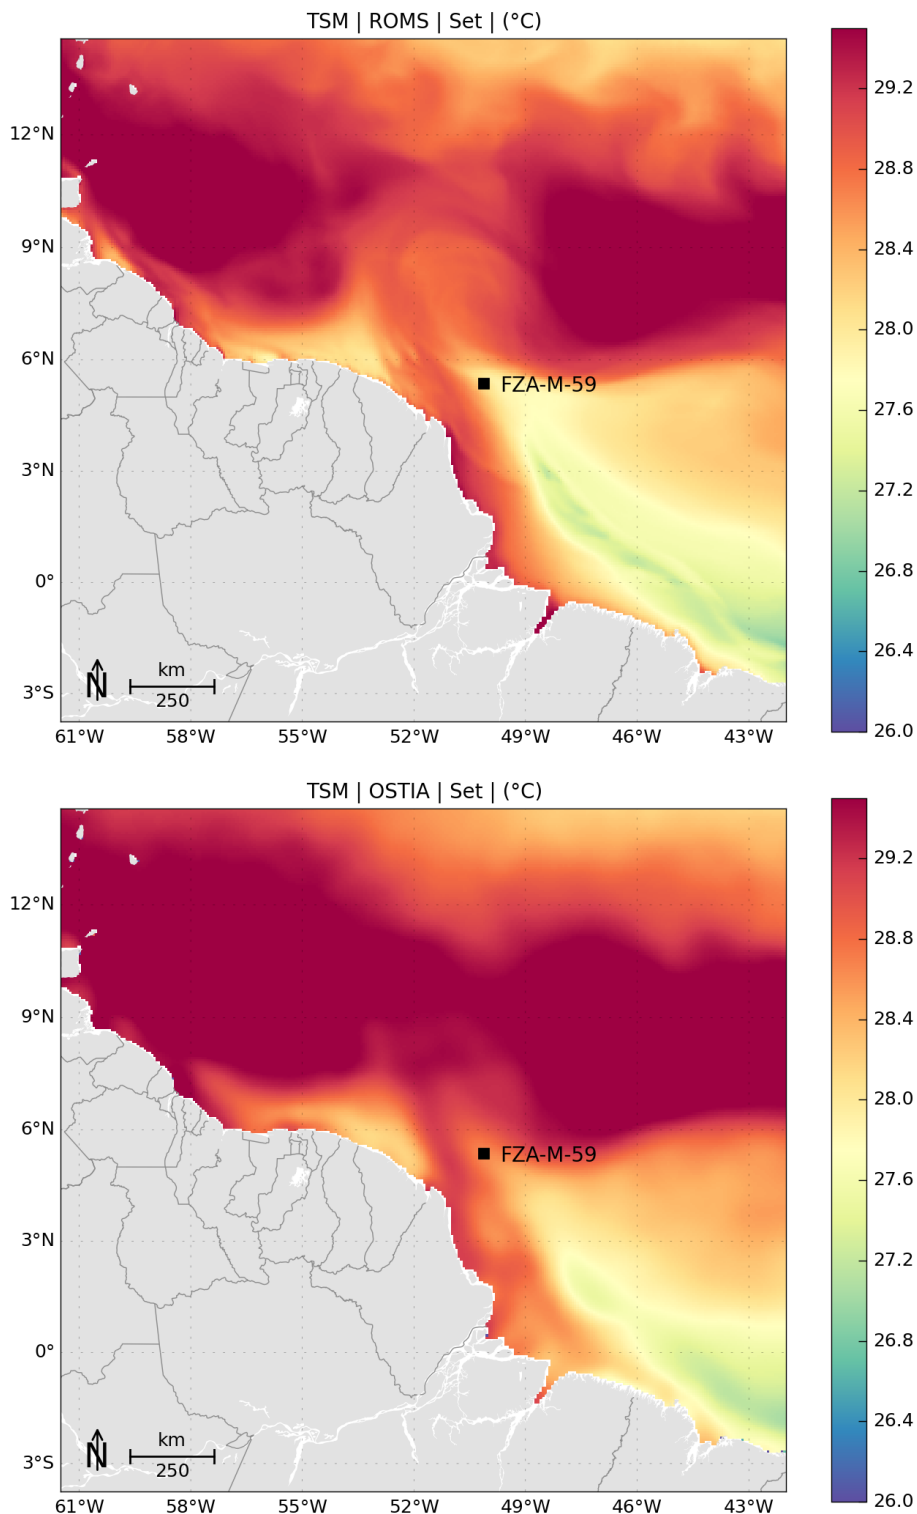 TSM | ROMS | Set | (°C)
12°N
9°N
6°N
3°N
0°
3°S
61°W
58°W
55°W
52°W
49°W
46°W
43°W
FZA-M-59
N
km
250
29.2
28.8
28.4
28.0
27.6
27.2
26.8
26.4
26.0
TSM | OSTIA | Set | (°C)
12°N
9°N
6°N
3°N
0°
3°S
61°W
58°W
55°W
52°W
49°W
46°W
43°W
FZA-M-59
N
km
250
29.2
28.8
28.4
28.0
27.6
27.2
26.8
26.4
26.0